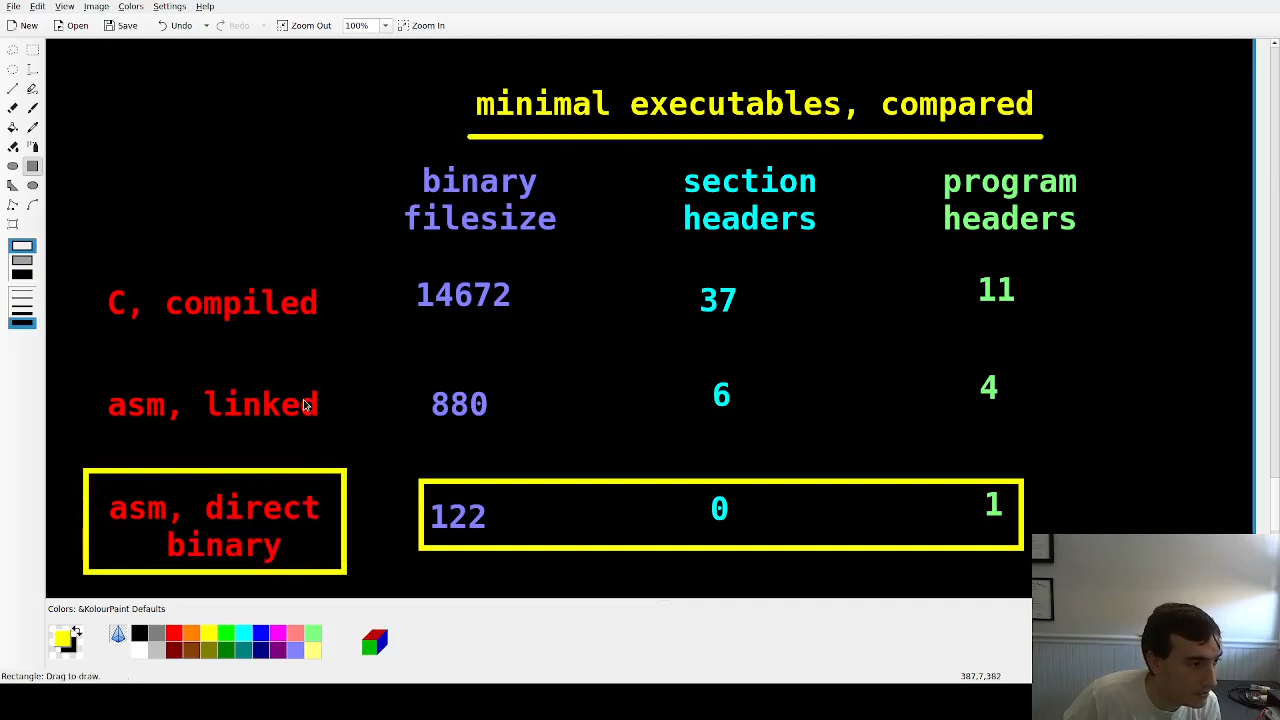 File Edit View Image Colors Settings Help
New Open Save Undo Redo Zoom Out 100% Zoom In
minimal executables, compared
binary section program
filesize headers headers
C, compiled 14672 37 11
asm, linked 880 6 4
asm, direct 122 0 1
binary
Colors: &KolourPaint Defaults
Rectangle: Drag to draw. 387,7,382